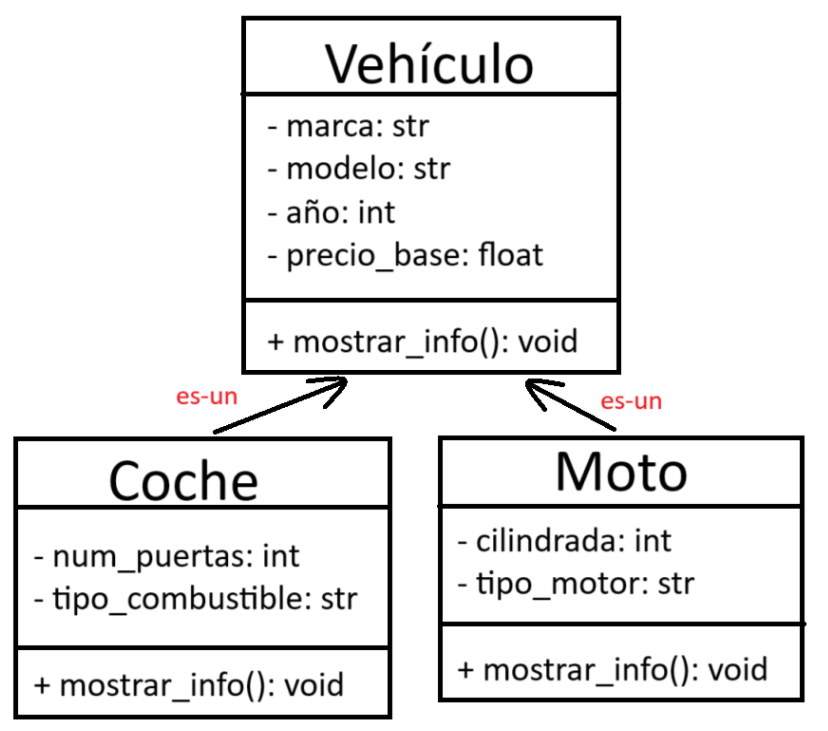 Vehículo
- marca: str
- modelo: str
- año: int
- precio_base: float
+ mostrar_info(): void
es-un
es-un
Coche
- num_puertas: int
- tipo_combustible: str
+ mostrar_info(): void
Moto
- cilindrada: int
- tipo_motor: str
+ mostrar_info(): void